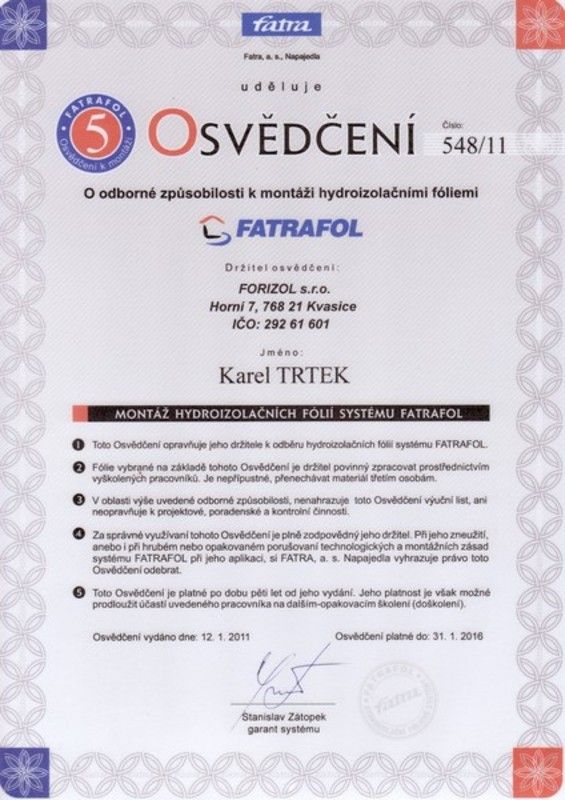 fatra
Fatra, a. s., Napajedla
uděluje
FATRAFOL
5
Osvědčení k montáži
OSVĚDČENÍ
Číslo:
548/11
O odborné způsobilosti k montáži hydroizolačními fóliemi
FATRAFOL
Držitel osvědčení:
FORIZOL s.r.o.
Horní 7, 768 21 Kvasice
IČO: 292 61 601
Jméno:
Karel TRTEK
MONTÁŽ HYDROIZOLAČNÍCH FÓLIÍ SYSTÉMU FATRAFOL
1 Toto Osvědčení opravňuje jeho držitele k odběru hydroizolačních fólií systému FATRAFOL.
2 Fólie vybrané na základě tohoto Osvědčení je držitel povinný zpracovat prostřednictvím
vyškolených pracovníků. Je nepřípustné, přenechávat materiál třetím osobám.
3 V oblasti výše uvedené odborné způsobilosti, nenahrazuje toto Osvědčení výuční list, ani
neopravňuje k projektové, poradenské a kontrolní činnosti.
4 Za správné využívaní tohoto Osvědčení je plně zodpovědný jeho držitel. Při jeho zneužití,
anebo i při hrubém nebo opakovaném porušování technologických a montážních zásad
systému FATRAFOL při jeho aplikaci, si FATRA, a. s. Napajedla vyhrazuje právo toto
Osvědčení odebrat.
5 Toto Osvědčení je platné po dobu pěti let od jeho vydání. Jeho platnost je však možné
prodloužit účastí uvedeného pracovníka na dalším-opakovacím školení (doškolení).
Osvědčení vydáno dne: 12. 1. 2011
Osvědčení platné do: 31. 1. 2016
Stanislav Zátopek
garant systému
FATRAFOL
fatra